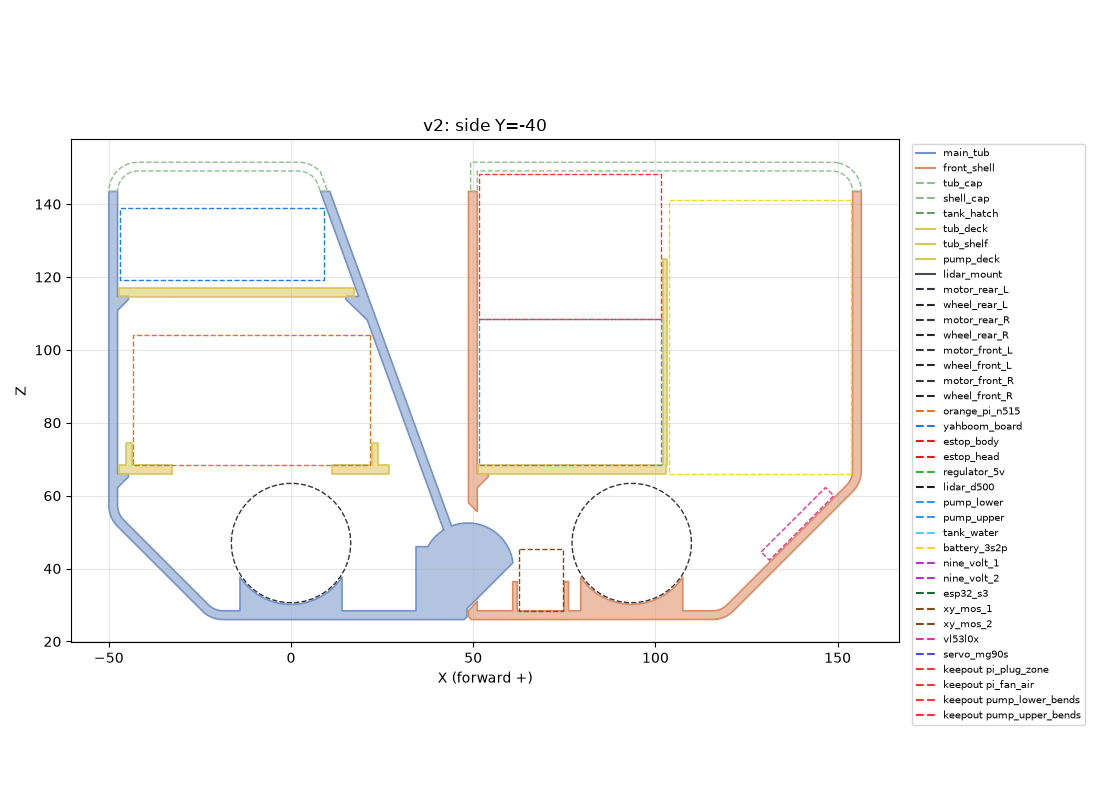 v2: side Y=-40
140
120
100
80
60
40
20
Z
−50
0
50
100
150
X (forward +)
main_tub
front_shell
tub_cap
shell_cap
tank_hatch
tub_deck
tub_shelf
pump_deck
lidar_mount
motor_rear_L
wheel_rear_L
motor_rear_R
wheel_rear_R
motor_front_L
wheel_front_L
motor_front_R
wheel_front_R
orange_pi_n515
yahboom_board
estop_body
estop_head
regulator_5v
lidar_d500
pump_lower
pump_upper
tank_water
battery_3s2p
nine_volt_1
nine_volt_2
esp32_s3
xy_mos_1
xy_mos_2
vl53l0x
servo_mg90s
keepout pi_plug_zone
keepout pi_fan_air
keepout pump_lower_bends
keepout pump_upper_bends